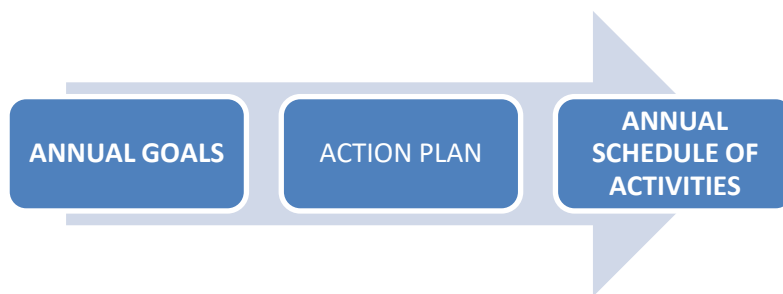 ANNUAL GOALS
ACTION PLAN
ANNUAL
SCHEDULE OF
ACTIVITIES